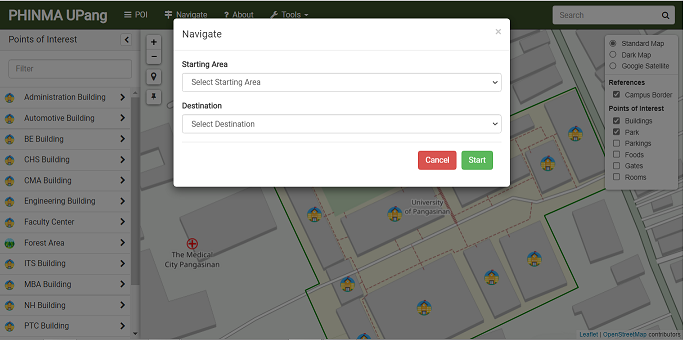 PHINMA UPang
POI
Navigate
? About
Tools
Search
Points of Interest
Filter
Administration Building
Automotive Building
BE Building
CHS Building
CMA Building
Engineering Building
Faculty Center
Forest Area
ITS Building
MBA Building
NH Building
PTC Building
+
−
Navigate
×
Starting Area
Select Starting Area
Destination
Select Destination
Cancel
Start
Standard Map
Dark Map
Google Satellite
References
Campus Border
Points of Interest
Buildings
Park
Parkings
Foods
Gates
Rooms
University
of Pangasinan
The Medical
City Pangasinan
Leaflet | OpenStreetMap contributors